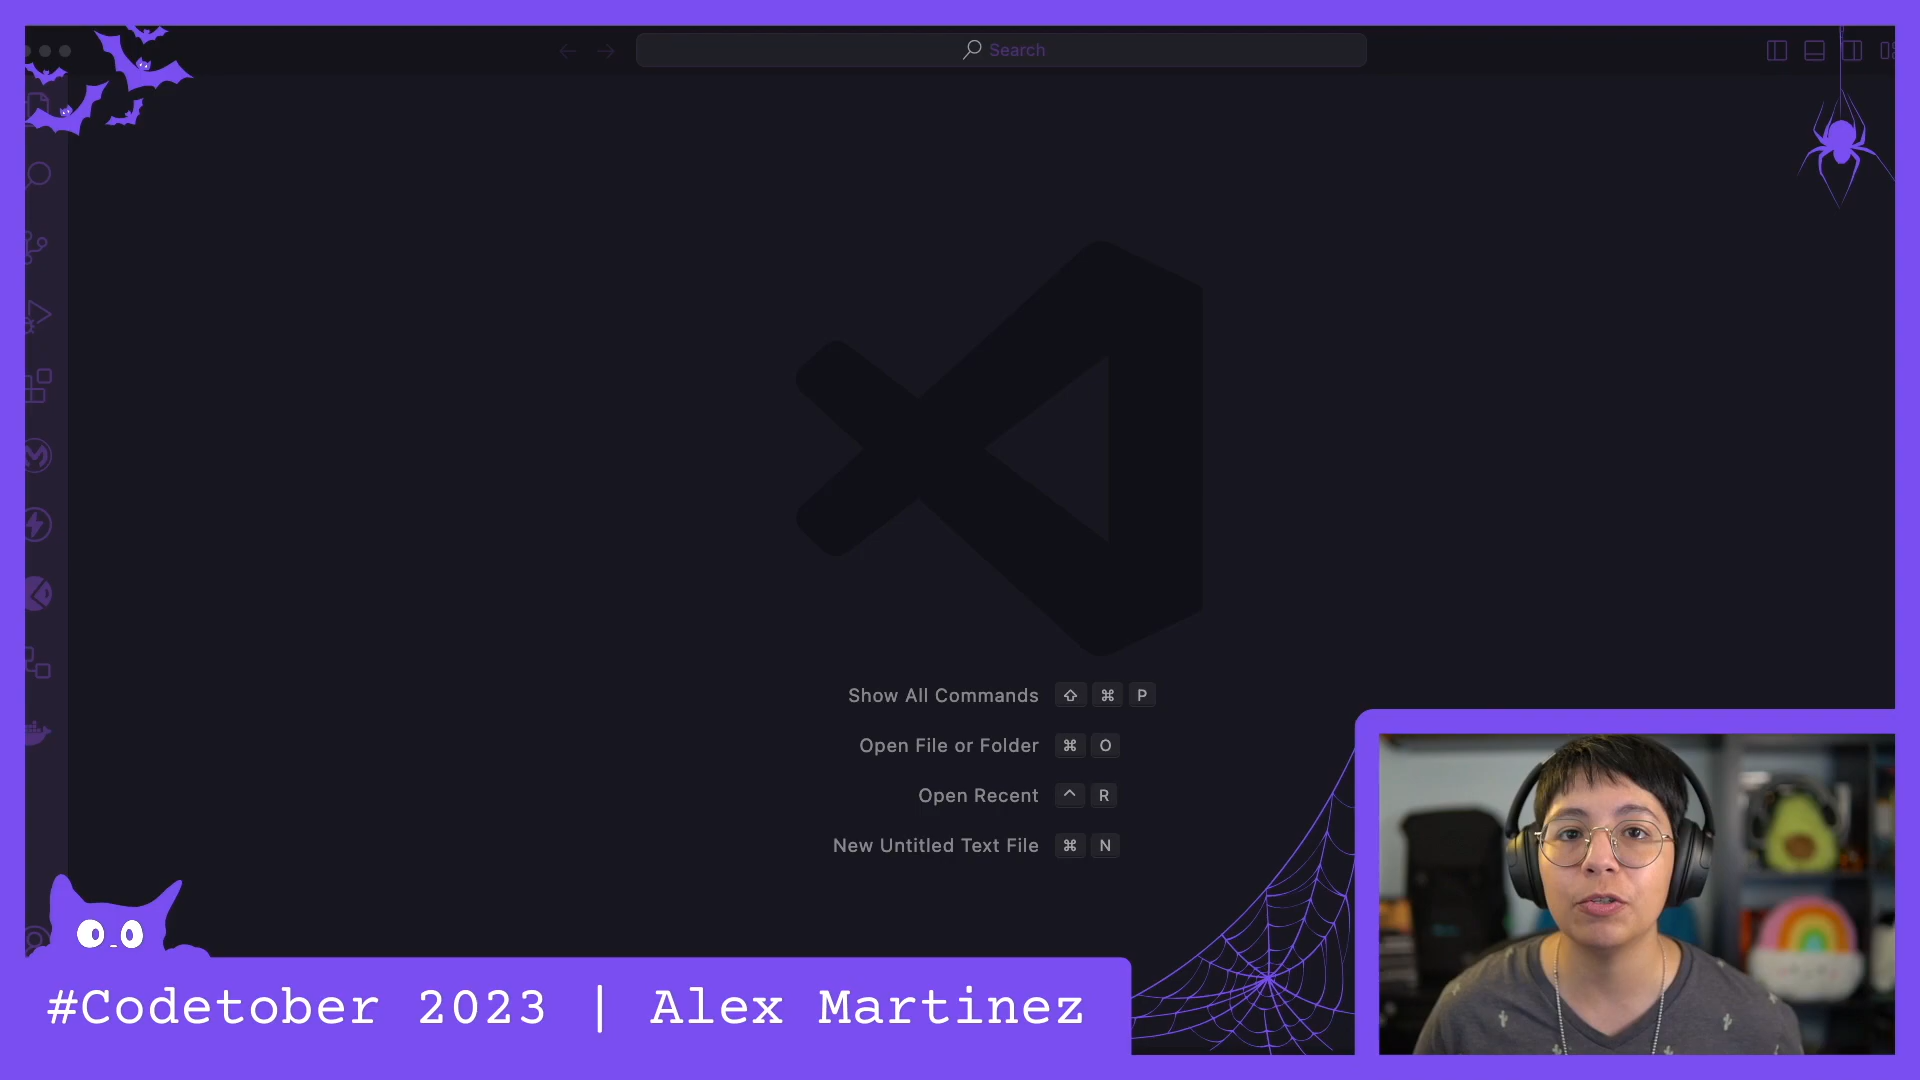 Search
Show All Commands ⇧ ⌘ P
Open File or Folder ⌘ O
Open Recent ^ R
New Untitled Text File ⌘ N
#Codetober 2023 | Alex Martinez